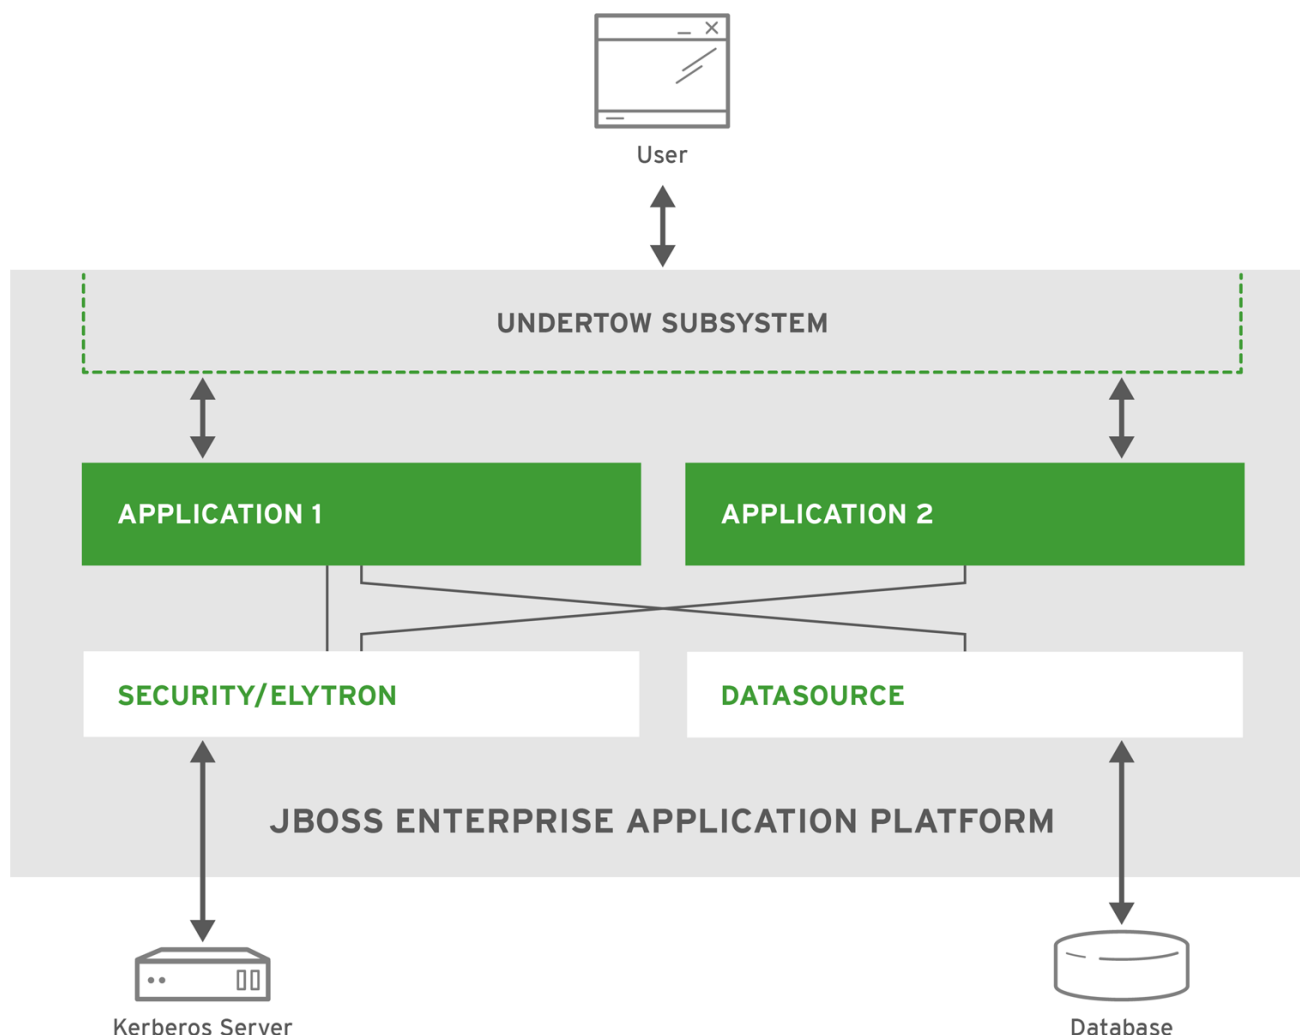 User
UNDERTOW SUBSYSTEM
APPLICATION 1
APPLICATION 2
SECURITY/ELYTRON
DATASOURCE
JBOSS ENTERPRISE APPLICATION PLATFORM
Kerberos Server
Database